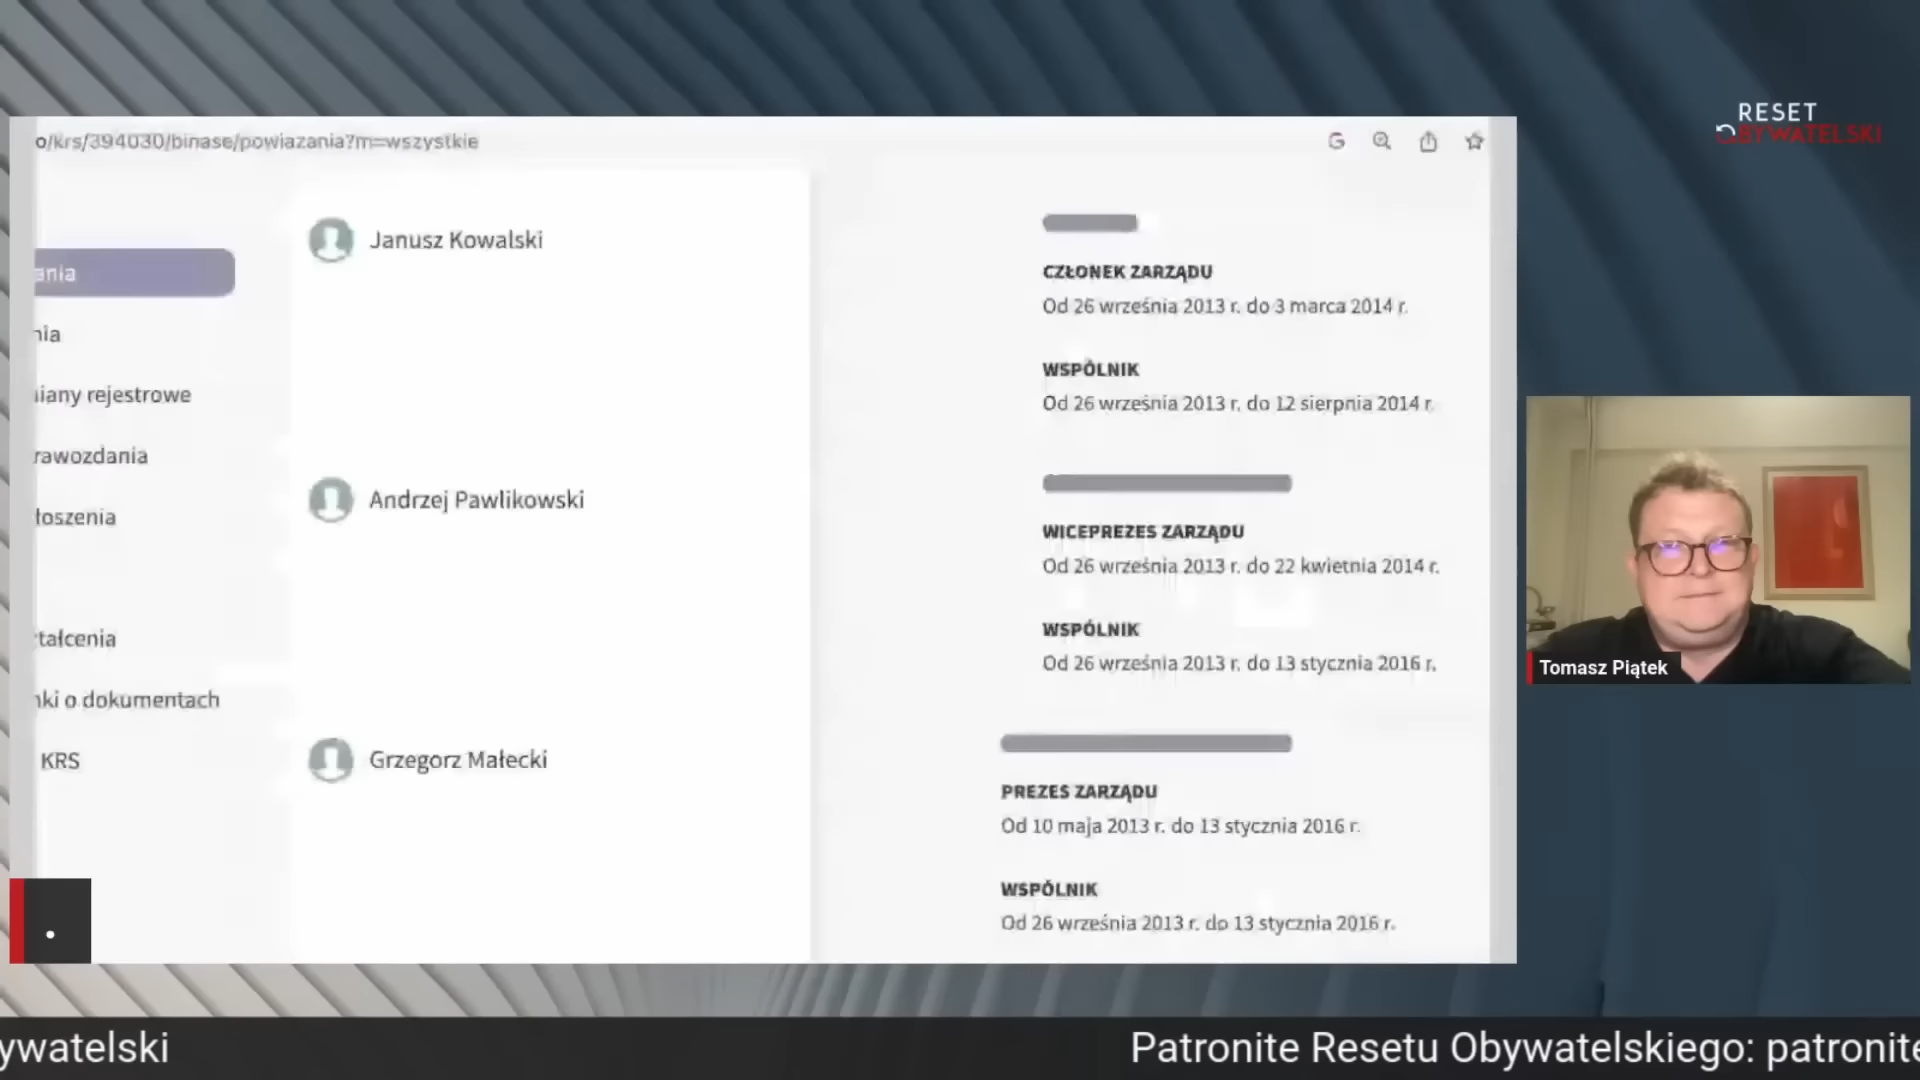 RESET
OBYWATELSKI
o/krs/394030/binase/powiazania?m=wszystkie
ania
nia
niany rejestrowe
rawozdania
łoszenia
tałcenia
nki o dokumentach
KRS
Janusz Kowalski
CZŁONEK ZARZĄDU
Od 26 września 2013 r. do 3 marca 2014 r.
WSPÓLNIK
Od 26 września 2013 r. do 12 sierpnia 2014 r.
Andrzej Pawlikowski
WICEPREZES ZARZĄDU
Od 26 września 2013 r. do 22 kwietnia 2014 r.
WSPÓLNIK
Od 26 września 2013 r. do 13 stycznia 2016 r.
Grzegorz Małecki
PREZES ZARZĄDU
Od 10 maja 2013 r. do 13 stycznia 2016 r.
WSPÓLNIK
Od 26 września 2013 r. do 13 stycznia 2016 r.
Tomasz Piątek
.
ywatelski
Patronite Resetu Obywatelskiego: patronite